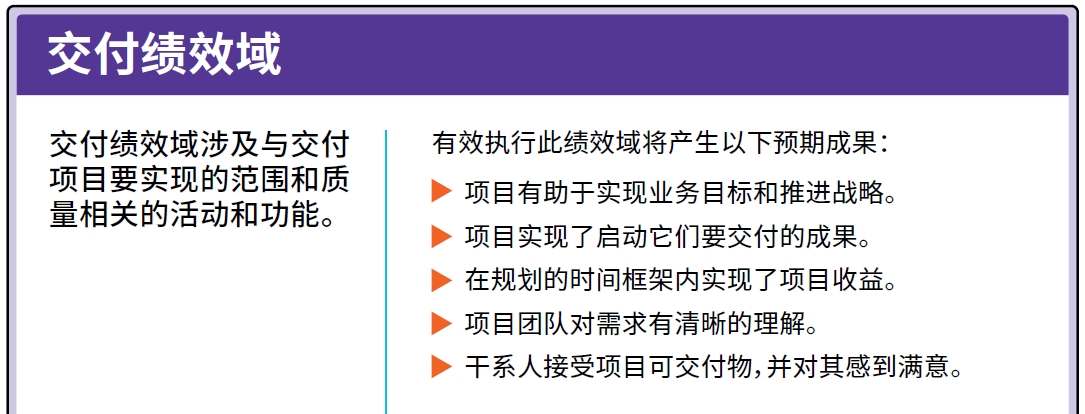 交付绩效域
交付绩效域涉及与交付
项目要实现的范围和质
量相关的活动和功能。
有效执行此绩效域将产生以下预期成果：
项目有助于实现业务目标和推进战略。
项目实现了启动它们要交付的成果。
在规划的时间框架内实现了项目收益。
项目团队对需求有清晰的理解。
干系人接受项目可交付物，并对其感到满意。